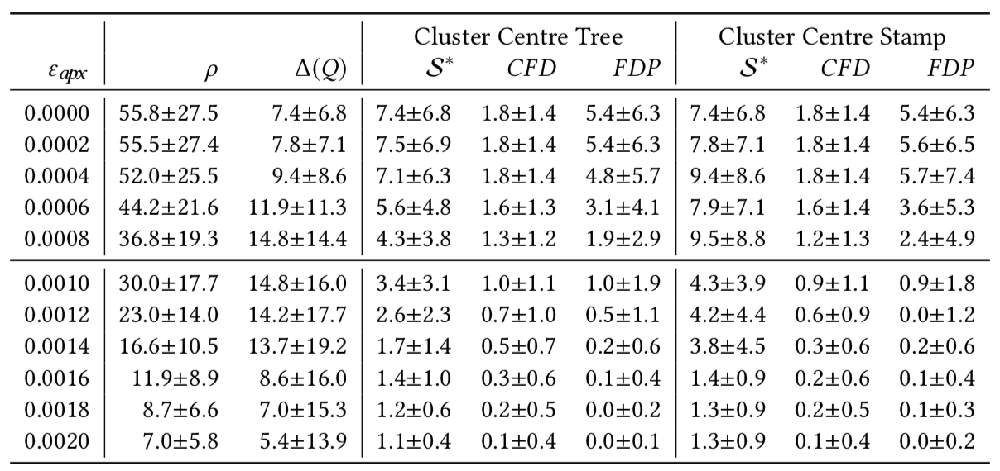 Cluster Centre Tree Cluster Centre Stamp
ε_apx ρ Δ(Q) S* CFD FDP S* CFD FDP
0.0000 55.8±27.5 7.4±6.8 7.4±6.8 1.8±1.4 5.4±6.3 7.4±6.8 1.8±1.4 5.4±6.3
0.0002 55.5±27.4 7.8±7.1 7.5±6.9 1.8±1.4 5.4±6.3 7.8±7.1 1.8±1.4 5.6±6.5
0.0004 52.0±25.5 9.4±8.6 7.1±6.3 1.8±1.4 4.8±5.7 9.4±8.6 1.8±1.4 5.7±7.4
0.0006 44.2±21.6 11.9±11.3 5.6±4.8 1.6±1.3 3.1±4.1 7.9±7.1 1.6±1.4 3.6±5.3
0.0008 36.8±19.3 14.8±14.4 4.3±3.8 1.3±1.2 1.9±2.9 9.5±8.8 1.2±1.3 2.4±4.9
0.0010 30.0±17.7 14.8±16.0 3.4±3.1 1.0±1.1 1.0±1.9 4.3±3.9 0.9±1.1 0.9±1.8
0.0012 23.0±14.0 14.2±17.7 2.6±2.3 0.7±1.0 0.5±1.1 4.2±4.4 0.6±0.9 0.0±1.2
0.0014 16.6±10.5 13.7±19.2 1.7±1.4 0.5±0.7 0.2±0.6 3.8±4.5 0.3±0.6 0.2±0.6
0.0016 11.9±8.9 8.6±16.0 1.4±1.0 0.3±0.6 0.1±0.4 1.4±0.9 0.2±0.6 0.1±0.4
0.0018 8.7±6.6 7.0±15.3 1.2±0.6 0.2±0.5 0.0±0.2 1.3±0.9 0.2±0.5 0.1±0.3
0.0020 7.0±5.8 5.4±13.9 1.1±0.4 0.1±0.4 0.0±0.1 1.3±0.9 0.1±0.4 0.0±0.2